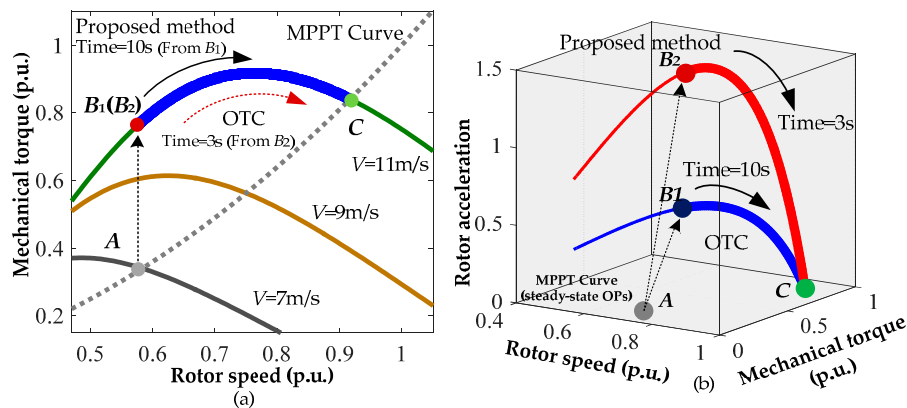 Proposed method
Time=10s (From B1)
MPPT Curve
B1(B2)
C
OTC
Time=3s (From B2)
V=11m/s
V=9m/s
A
V=7m/s
Mechanical torque (p.u.)
1
0.8
0.6
0.4
0.2
0.5
0.6
0.7
0.8
0.9
1
Rotor speed (p.u.)
(a)
Proposed method
B2
Time=3s
Time=10s
B1
OTC
MPPT Curve
(steady-state OPs)
A
C
Rotor acceleration
1.5
1
0.5
0
0.4
0.6
0.8
1
Rotor speed (p.u.)
0
0.5
1
Mechanical torque
(p.u.)
(b)